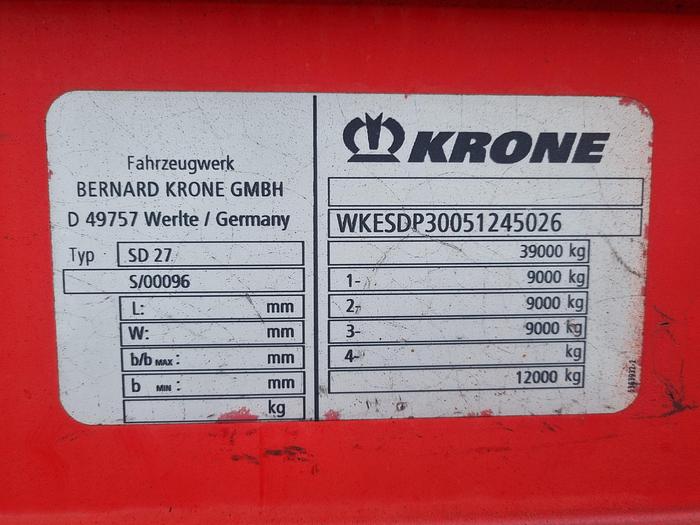 Fahrzeugwerk
BERNARD KRONE GMBH
D 49757 Werlte / Germany
Typ SD 27
S/00096
L: mm
W: mm
b/b MAX : mm
b MIN : mm
kg
KRONE
WKESDP30051245026
39000 kg
1- 9000 kg
2- 9000 kg
3- 9000 kg
4- kg
12000 kg